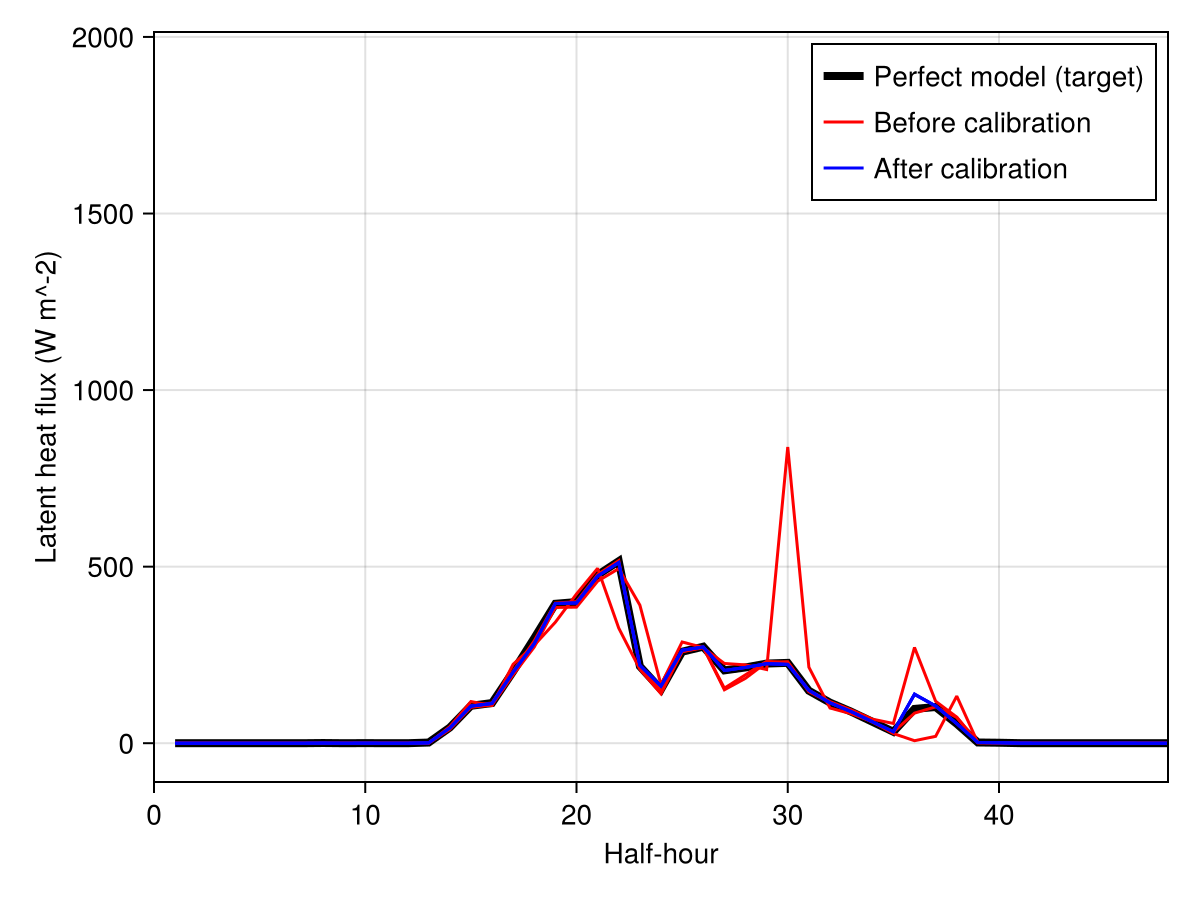 2000
1500
1000
500
0
Latent heat flux (W m^-2)
Perfect model (target)
Before calibration
After calibration
0 10 20 30 40
Half-hour